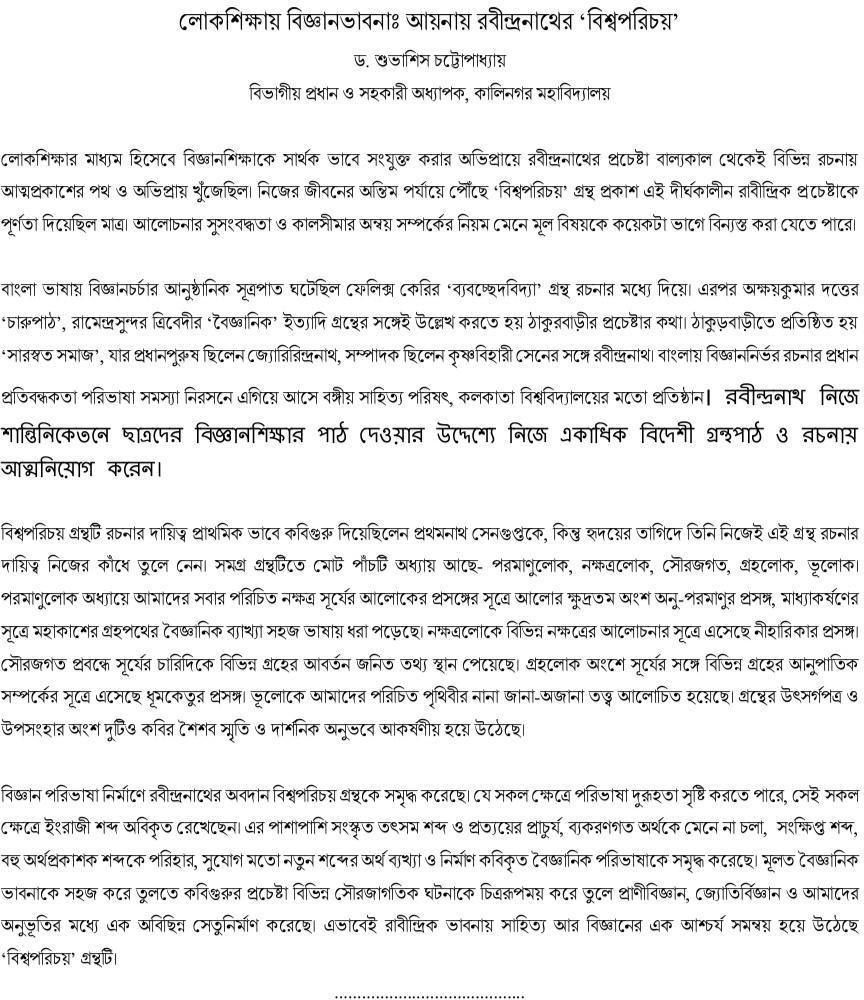 লোকশিক্ষায় বিজ্ঞানভাবনাঃ আয়নায় রবীন্দ্রনাথের ‘বিশ্বপরিচয়’
ড. শুভাশিস চট্টোপাধ্যায়
বিভাগীয় প্রধান ও সহকারী অধ্যাপক, কালিনগর মহাবিদ্যালয়
লোকশিক্ষার মাধ্যম হিসেবে বিজ্ঞানশিক্ষাকে সার্থক ভাবে সংযুক্ত করার অভিপ্রায়ে রবীন্দ্রনাথের প্রচেষ্টা বাল্যকাল থেকেই বিভিন্ন রচনায়
আত্মপ্রকাশের পথ ও অভিপ্রায় খুঁজেছিল। নিজের জীবনের অন্তিম পর্যায়ে পৌঁছে ‘বিশ্বপরিচয়’ গ্রন্থ প্রকাশ এই দীর্ঘকালীন রাবীন্দ্রিক প্রচেষ্টাকে
পূর্ণতা দিয়েছিল মাত্র। আলোচনার সুসংবদ্ধতা ও কালসীমার অন্বয় সম্পর্কের নিয়ম মেনে মূল বিষয়কে কয়েকটা ভাগে বিন্যস্ত করা যেতে পারে।
বাংলা ভাষায় বিজ্ঞানচর্চার আনুষ্ঠানিক সূত্রপাত ঘটেছিল ফেলিক্স কেরির ‘ব্যবচ্ছেদবিদ্যা’ গ্রন্থ রচনার মধ্যে দিয়ে। এরপর অক্ষয়কুমার দত্তের
‘চারুপাঠ’, রামেন্দ্রসুন্দর ত্রিবেদীর ‘বৈজ্ঞানিক’ ইত্যাদি গ্রন্থের সঙ্গেই উল্লেখ করতে হয় ঠাকুরবাড়ীর প্রচেষ্টার কথা। ঠাকুড়বাড়ীতে প্রতিষ্ঠিত হয়
‘সারস্বত সমাজ’, যার প্রধানপুরুষ ছিলেন জ্যোরিরিন্দ্রনাথ, সম্পাদক ছিলেন কৃষ্ণবিহারী সেনের সঙ্গে রবীন্দ্রনাথ। বাংলায় বিজ্ঞাননির্ভর রচনার প্রধান
প্রতিবন্ধকতা পরিভাষা সমস্যা নিরসনে এগিয়ে আসে বঙ্গীয় সাহিত্য পরিষৎ, কলকাতা বিশ্ববিদ্যালয়ের মতো প্রতিষ্ঠান। রবীন্দ্রনাথ নিজে
শান্তিনিকেতনে ছাত্রদের বিজ্ঞানশিক্ষার পাঠ দেওয়ার উদ্দেশ্যে নিজে একাধিক বিদেশী গ্রন্থপাঠ ও রচনায়
আত্মনিয়োগ করেন।
বিশ্বপরিচয় গ্রন্থটি রচনার দায়িত্ব প্রাথমিক ভাবে কবিগুরু দিয়েছিলেন প্রথমনাথ সেনগুপ্তকে, কিন্তু হৃদয়ের তাগিদে তিনি নিজেই এই গ্রন্থ রচনার
দায়িত্ব নিজের কাঁধে তুলে নেন। সমগ্র গ্রন্থটিতে মোট পাঁচটি অধ্যায় আছে- পরমাণুলোক, নক্ষত্রলোক, সৌরজগত, গ্রহলোক, ভূলোক।
পরমাণুলোক অধ্যায়ে আমাদের সবার পরিচিত নক্ষত্র সূর্যের আলোকের প্রসঙ্গের সূত্রে আলোর ক্ষুদ্রতম অংশ অনু-পরমাণুর প্রসঙ্গ, মাধ্যাকর্ষণের
সূত্রে মহাকাশের গ্রহপথের বৈজ্ঞানিক ব্যাখ্যা সহজ ভাষায় ধরা পড়েছে। নক্ষত্রলোকে বিভিন্ন নক্ষত্রের আলোচনার সূত্রে এসেছে নীহারিকার প্রসঙ্গ।
সৌরজগত প্রবন্ধে সূর্যের চারিদিকে বিভিন্ন গ্রহের আবর্তন জনিত তথ্য স্থান পেয়েছে। গ্রহলোক অংশে সূর্যের সঙ্গে বিভিন্ন গ্রহের আনুপাতিক
সম্পর্কের সূত্রে এসেছে ধূমকেতুর প্রসঙ্গ। ভূলোকে আমাদের পরিচিত পৃথিবীর নানা জানা-অজানা তত্ত্ব আলোচিত হয়েছে। গ্রন্থের উৎসর্গপত্র ও
উপসংহার অংশ দুটিও কবির শৈশব স্মৃতি ও দার্শনিক অনুভবে আকর্ষণীয় হয়ে উঠেছে।
বিজ্ঞান পরিভাষা নির্মাণে রবীন্দ্রনাথের অবদান বিশ্বপরিচয় গ্রন্থকে সমৃদ্ধ করেছে। যে সকল ক্ষেত্রে পরিভাষা দুরূহতা সৃষ্টি করতে পারে, সেই সকল
ক্ষেত্রে ইংরাজী শব্দ অবিকৃত রেখেছেন। এর পাশাপাশি সংস্কৃত তৎসম শব্দ ও প্রত্যয়ের প্রাচুর্য, ব্যকরণগত অর্থকে মেনে না চলা, সংক্ষিপ্ত শব্দ,
বহু অর্থপ্রকাশক শব্দকে পরিহার, সুযোগ মতো নতুন শব্দের অর্থ ব্যখ্যা ও নির্মাণ কবিকৃত বৈজ্ঞানিক পরিভাষাকে সমৃদ্ধ করেছে। মূলত বৈজ্ঞানিক
ভাবনাকে সহজ করে তুলতে কবিগুরুর প্রচেষ্টা বিভিন্ন সৌরজাগতিক ঘটনাকে চিত্ররূপময় করে তুলে প্রাণীবিজ্ঞান, জ্যোতির্বিজ্ঞান ও আমাদের
অনুভূতির মধ্যে এক অবিছিন্ন সেতুনির্মাণ করেছে। এভাবেই রাবীন্দ্রিক ভাবনায় সাহিত্য আর বিজ্ঞানের এক আশ্চর্য সমন্বয় হয়ে উঠেছে
‘বিশ্বপরিচয়’ গ্রন্থটি।
..........................................